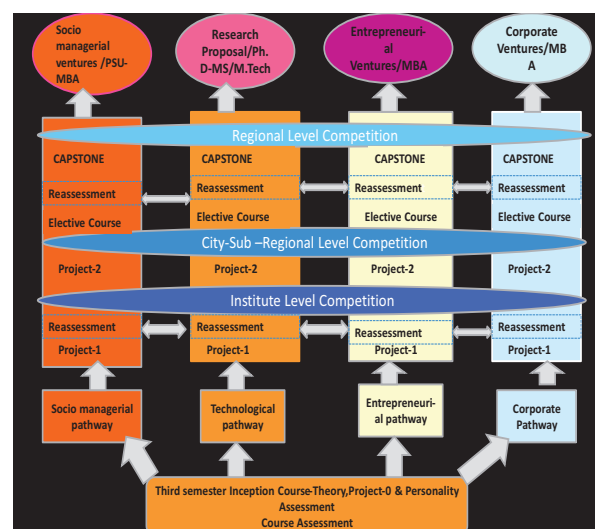 Socio
managerial
ventures /PSU-
MBA
Research
Proposal/Ph.
D-MS/M.Tech
Entrepreneuri-
al
Ventures/MBA
Corporate
Ventures/MB
A
Regional Level Competition
CAPSTONE
CAPSTONE
CAPSTONE
CAPSTONE
Reassessment
Reassessment
Reassessment
Reassessment
Elective Course
Elective Course
Elective Course
Elective Course
City-Sub –Regional Level Competition
Project-2
Project-2
Project-2
Project-2
Institute Level Competition
Reassessment
Reassessment
Reassessment
Reassessment
Project-1
Project-1
Project-1
Project-1
Socio managerial
pathway
Technological
pathway
Entrepreneuri-
al pathway
Corporate
Pathway
Third semester Inception Course-Theory,Project-0 & Personality
Assessment
Course Assessment